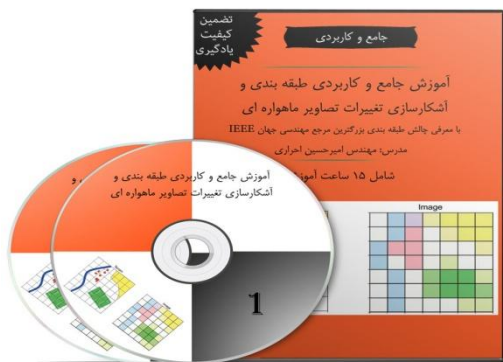 تضمین
کیفیت
یادگیری
جامع و کاربردی
آموزش جامع و کاربردی طبقه بندی و
آشکارسازی تغییرات تصاویر ماهواره ای
با معرفی چالش طبقه بندی بزرگترین مرجع مهندسی جهان IEEE
مدرس: مهندس امیرحسین احراری
شامل ۱۵ ساعت آموزش
Image
آموزش جامع و کاربردی طبقه بندی و
آشکارسازی تغییرات تصاویر ماهواره ای
1